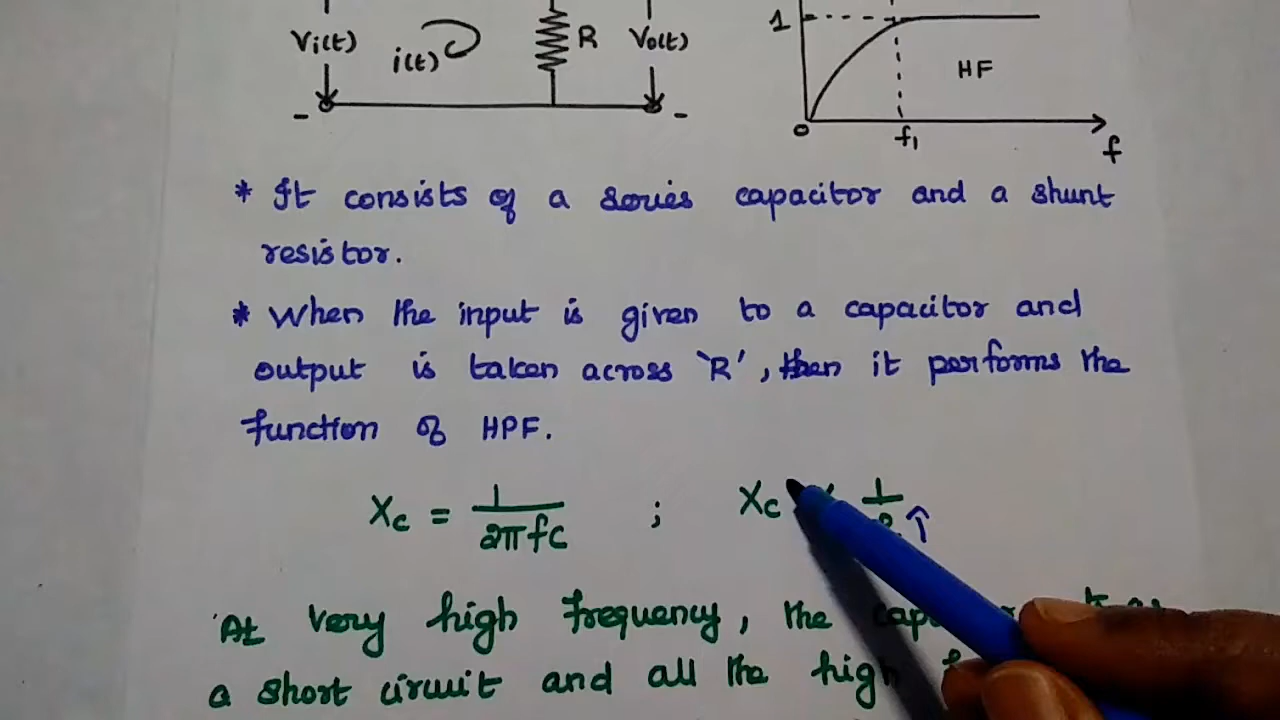 Vi(t) i(t) R Vo(t)
-
-
1
HF
0
f1
f
* It consists of a series capacitor and a shunt
resistor.
* When the input is given to a capacitor and
output is taken across 'R', then it performs the
function of HPF.
Xc = 1/2πfC ; Xc 1 ↑
At very high frequency, the
a short circuit and all the high